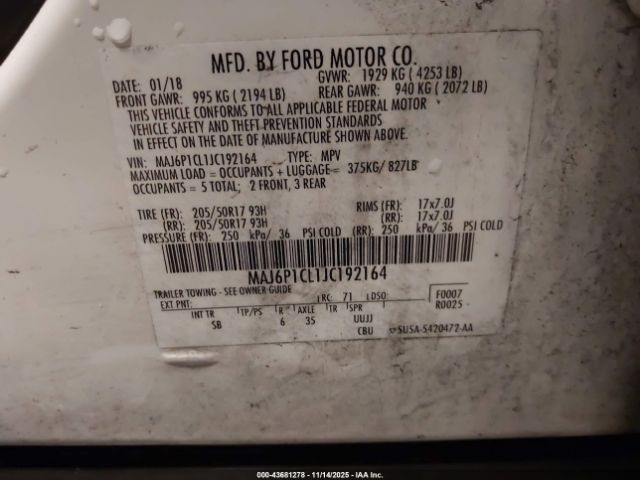 MFD. BY FORD MOTOR CO.
DATE: 01/18 GVWR: 1929 KG ( 4253 LB)
FRONT GAWR: 995 KG ( 2194 LB) REAR GAWR: 940 KG ( 2072 LB)
THIS VEHICLE CONFORMS TO ALL APPLICABLE FEDERAL MOTOR
VEHICLE SAFETY AND THEFT PREVENTION STANDARDS
IN EFFECT ON THE DATE OF MANUFACTURE SHOWN ABOVE.
VIN: MAJ6P1CL1JC192164 TYPE: MPV
MAXIMUM LOAD = OCCUPANTS + LUGGAGE = 375KG/ 827LB
OCCUPANTS = 5 TOTAL; 2 FRONT, 3 REAR
TIRE (FR): 205/50R17 93H RIMS (FR): 17x7.0J
(RR): 205/50R17 93H (RR): 17x7.0J
PRESSURE (FR): 250 kPa/ 36 PSI COLD (RR): 250 kPa/ 36 PSI COLD
MAJ6P1CL1JC192164
TRAILER TOWING - SEE OWNER GUIDE
EXT PNT: RC: 71 DSO: F0007
INT TR TP/PS R AXLE TR SPR R0025
SB 6 35 UUJJ
CBU SU5A-5420472-AA
000-43681278 - 11/14/2025 - IAA Inc.